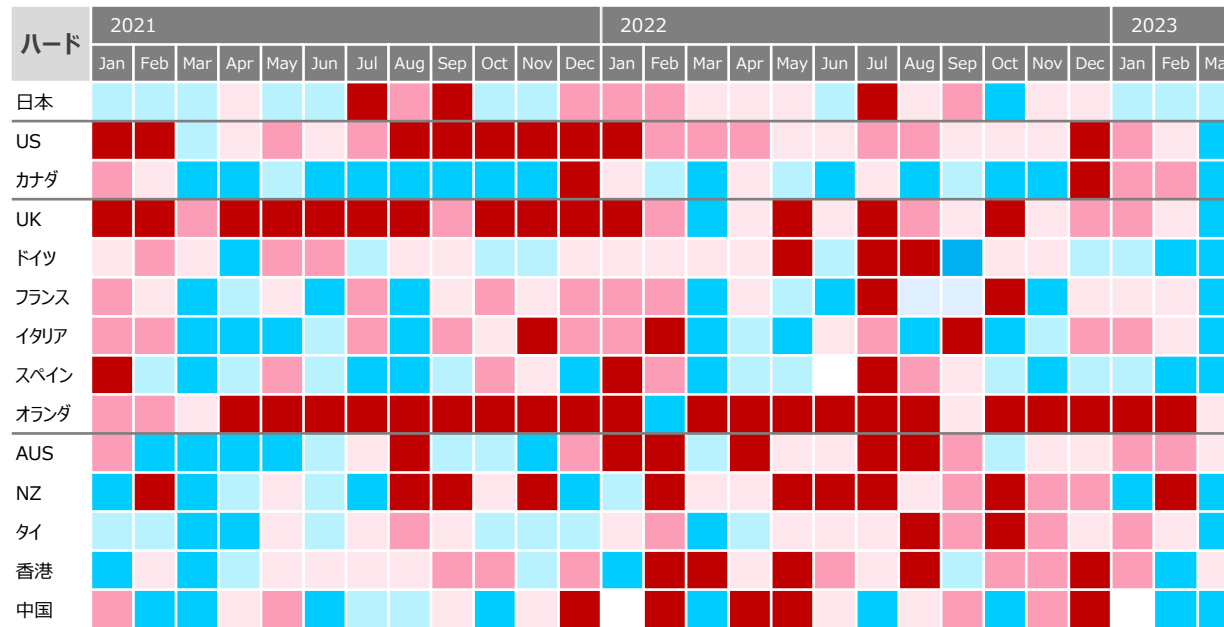 ハード
2021 2022 2023
Jan Feb Mar Apr May Jun Jul Aug Sep Oct Nov Dec Jan Feb Mar Apr May Jun Jul Aug Sep Oct Nov Dec Jan Feb Ma
日本
US
カナダ
UK
ドイツ
フランス
イタリア
スペイン
オランダ
AUS
NZ
タイ
香港
中国